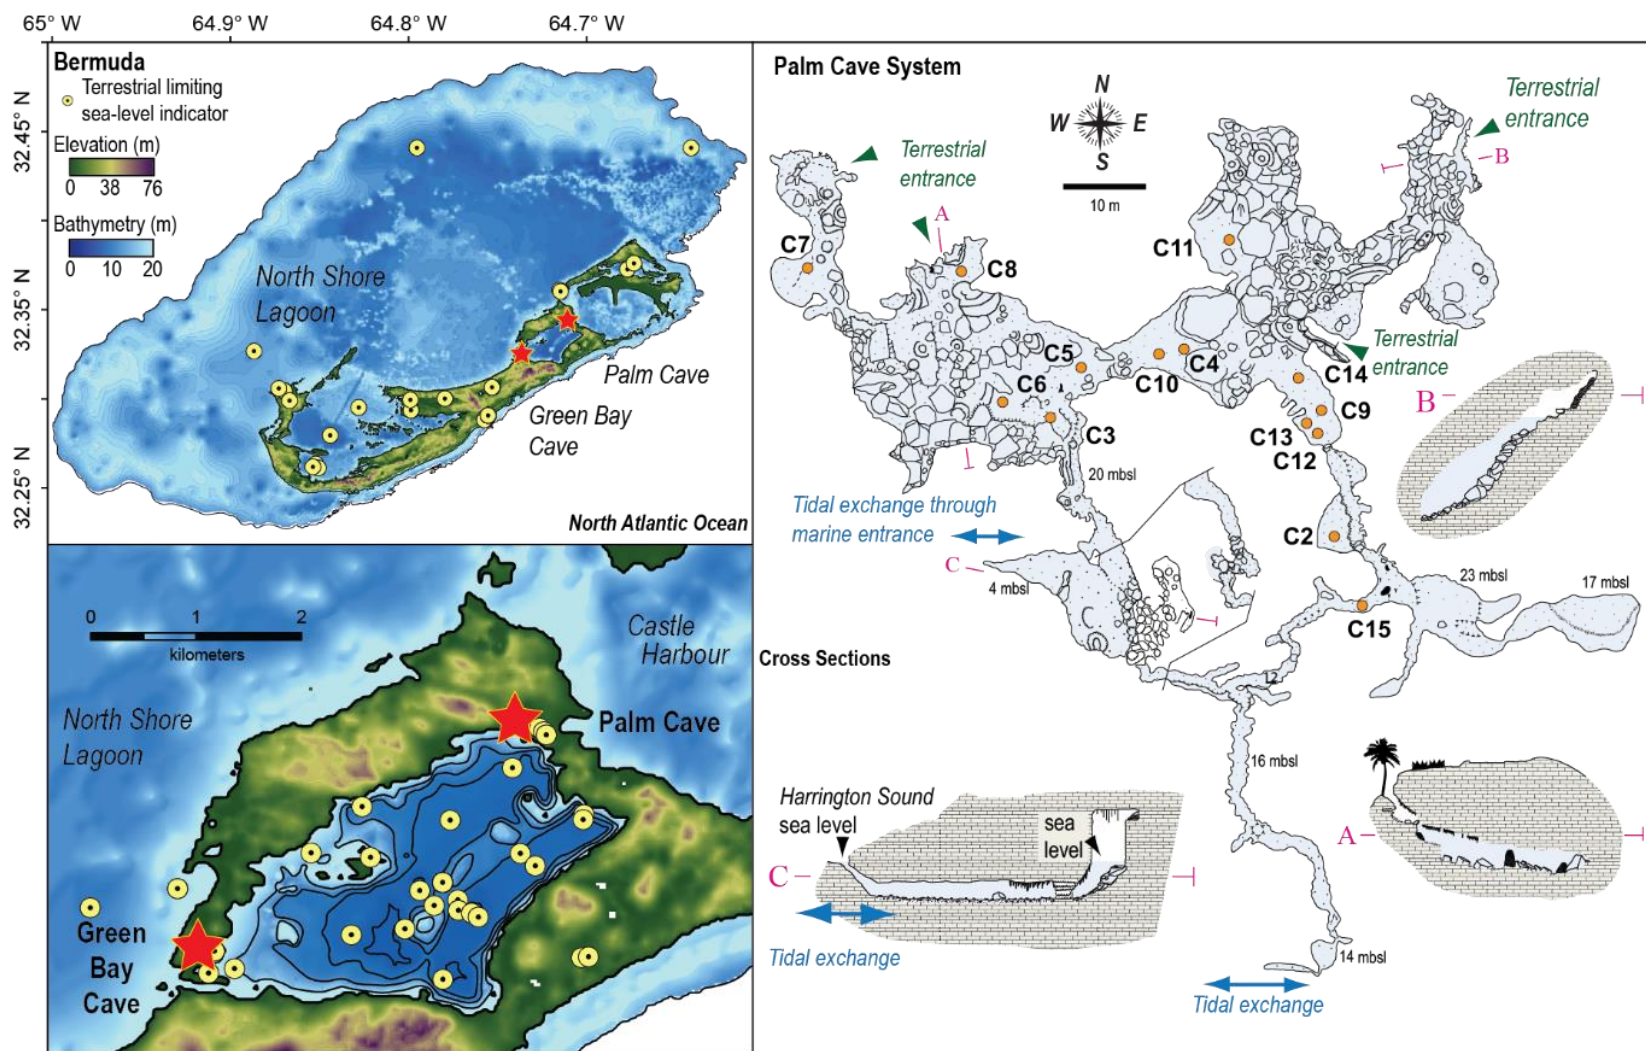 65° W 64.9° W 64.8° W 64.7° W
32.45° N
32.35° N
32.25° N
Bermuda
Terrestrial limiting
sea-level indicator
Elevation (m)
0 38 76
Bathymetry (m)
0 10 20
North Shore
Lagoon
Palm Cave
Green Bay
Cave
North Atlantic Ocean
0 1 2
kilometers
Castle
Harbour
North Shore
Lagoon
Palm Cave
Green
Bay
Cave
Palm Cave System
N
W E
S
10 m
Terrestrial
entrance
Terrestrial
entrance
A
B
C7
C8
C11
C5
C6
C10
C4
C14
Terrestrial
entrance
C3
C9
C13
C12
B
20 mbsl
Tidal exchange through
marine entrance
C
4 mbsl
C2
23 mbsl
17 mbsl
C15
Cross Sections
12
16 mbsl
Harrington Sound
sea level
sea
level
C
Tidal exchange
A
14 mbsl
Tidal exchange